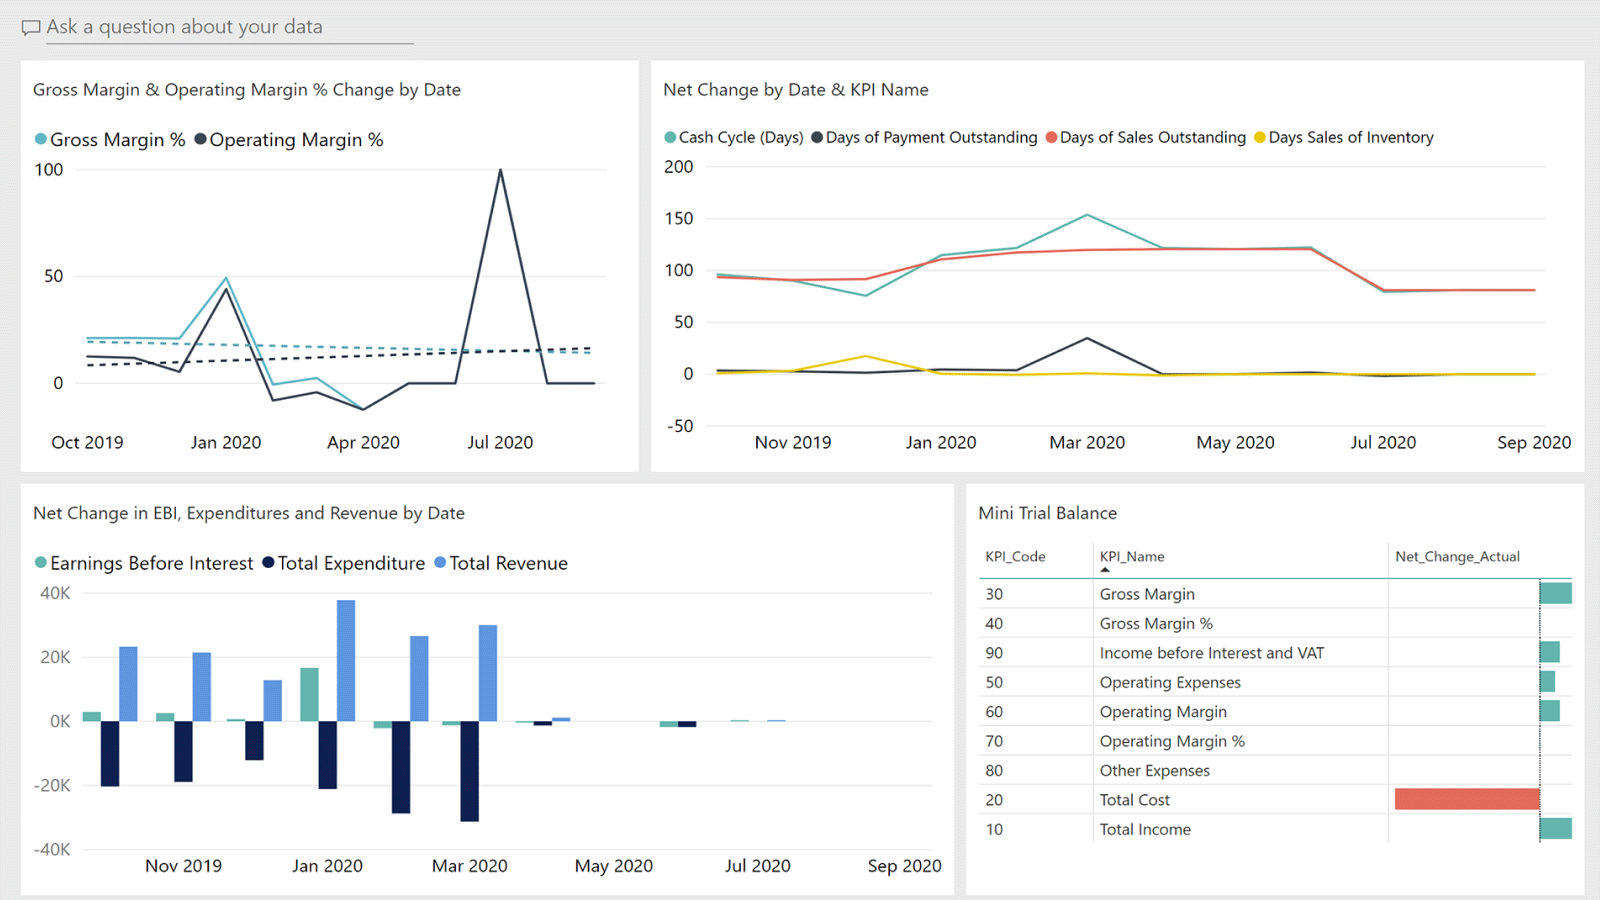 Ask a question about your data
Gross Margin & Operating Margin % Change by Date
Gross Margin % Operating Margin %
100
50
0
Oct 2019 Jan 2020 Apr 2020 Jul 2020
Net Change by Date & KPI Name
Cash Cycle (Days) Days of Payment Outstanding Days of Sales Outstanding Days Sales of Inventory
200
150
100
50
0
-50
Nov 2019 Jan 2020 Mar 2020 May 2020 Jul 2020 Sep 2020
Net Change in EBI, Expenditures and Revenue by Date
Earnings Before Interest Total Expenditure Total Revenue
40K
20K
0K
-20K
-40K
Nov 2019 Jan 2020 Mar 2020 May 2020 Jul 2020 Sep 2020
Mini Trial Balance
KPI_Code KPI_Name Net_Change_Actual
30 Gross Margin
40 Gross Margin %
90 Income before Interest and VAT
50 Operating Expenses
60 Operating Margin
70 Operating Margin %
80 Other Expenses
20 Total Cost
10 Total Income